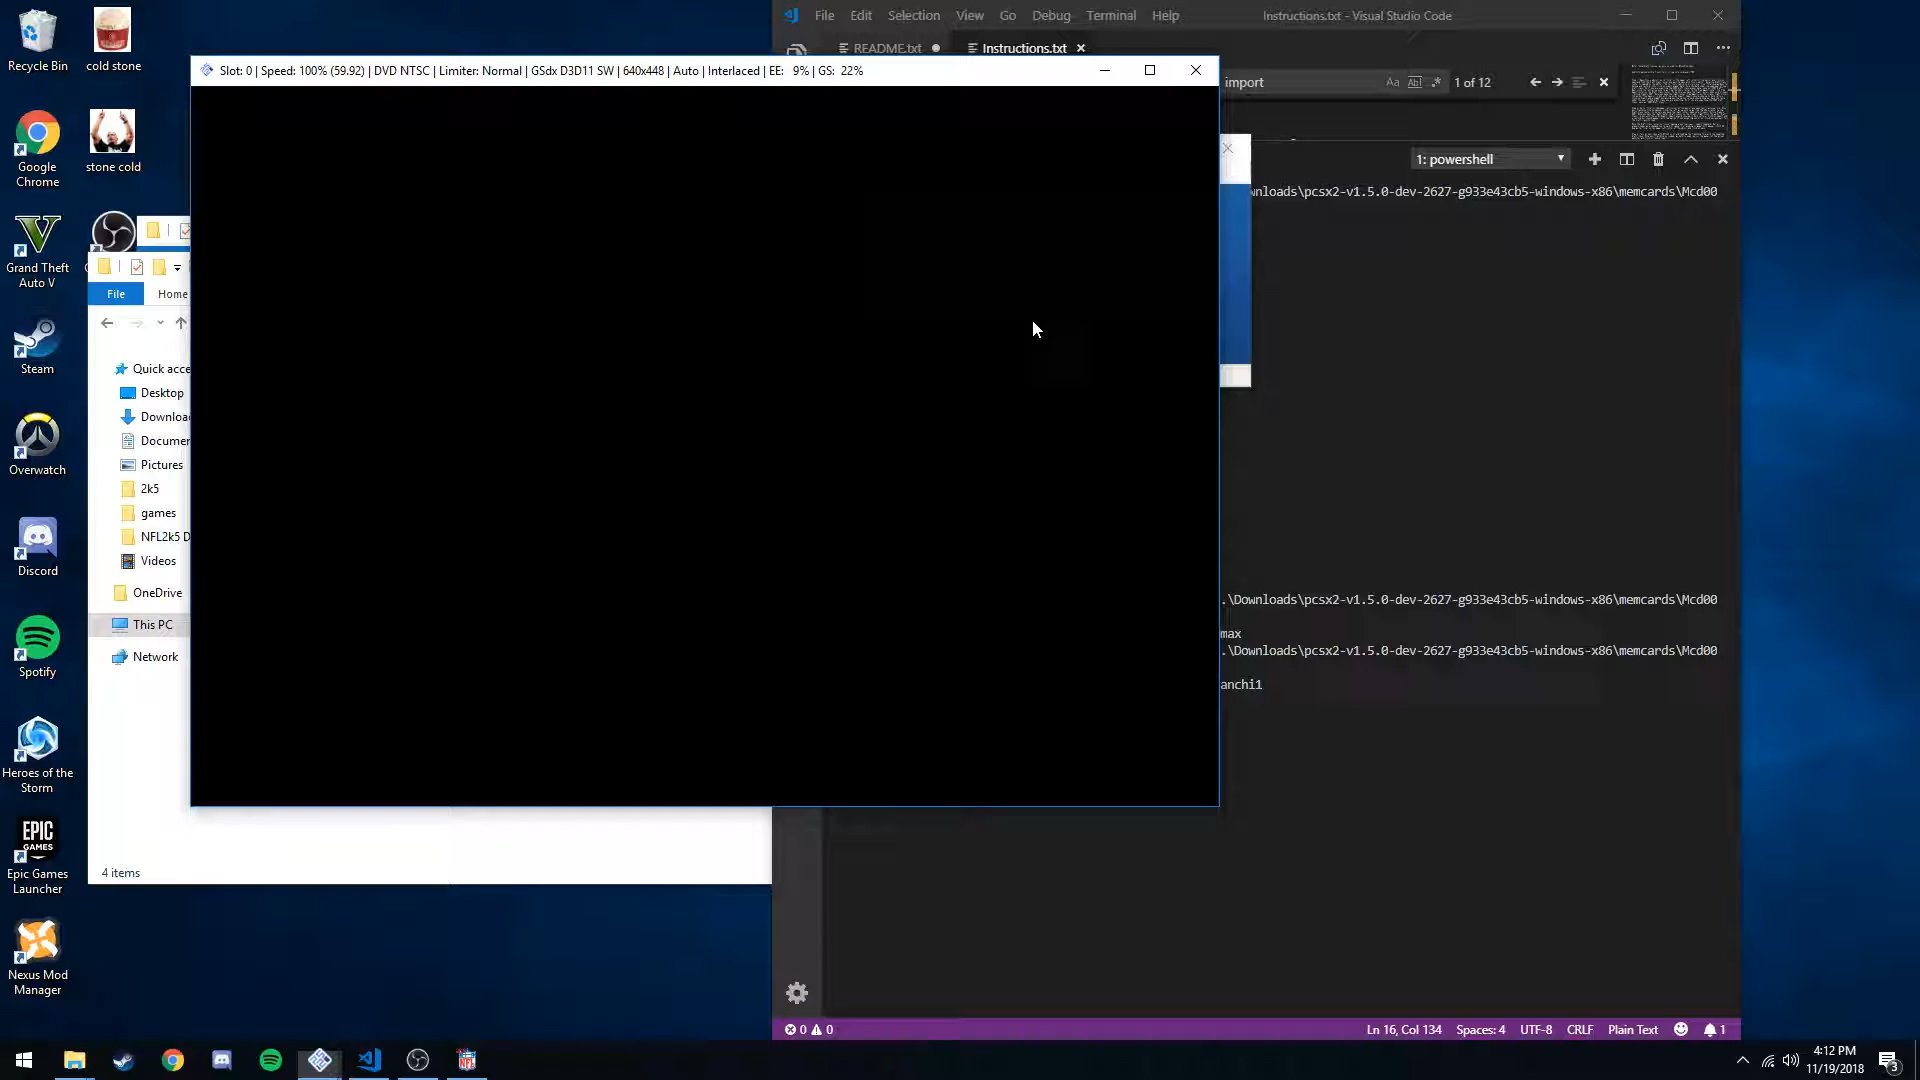 Recycle Bin
cold stone
Google
Chrome
stone cold
Grand Theft
Auto V
Steam
Overwatch
Discord
Spotify
Heroes of the
Storm
EPIC
GAMES
Epic Games
Launcher
Nexus Mod
Manager
File
Home
Quick acce
Desktop
Downloa
Documen
Pictures
2k5
games
NFL2k5 D
Videos
OneDrive
This PC
Network
4 items
Slot: 0 | Speed: 100% (59.92) | DVD NTSC | Limiter: Normal | GSdx D3D11 SW | 640x448 | Auto | Interlaced | EE: 9% | GS: 22%
File Edit Selection View Go Debug Terminal Help
Instructions.txt - Visual Studio Code
README.txt
Instructions.txt
import
Aa Abl .*
1 of 12
1: powershell
wnloads\pcsx2-v1.5.0-dev-2627-g933e43cb5-windows-x86\memcards\Mcd00
.\Downloads\pcsx2-v1.5.0-dev-2627-g933e43cb5-windows-x86\memcards\Mcd00
max
.\Downloads\pcsx2-v1.5.0-dev-2627-g933e43cb5-windows-x86\memcards\Mcd00
anchi1
0 0
Ln 16, Col 134 Spaces: 4 UTF-8 CRLF Plain Text 1
NFL
4:12 PM
11/19/2018
3